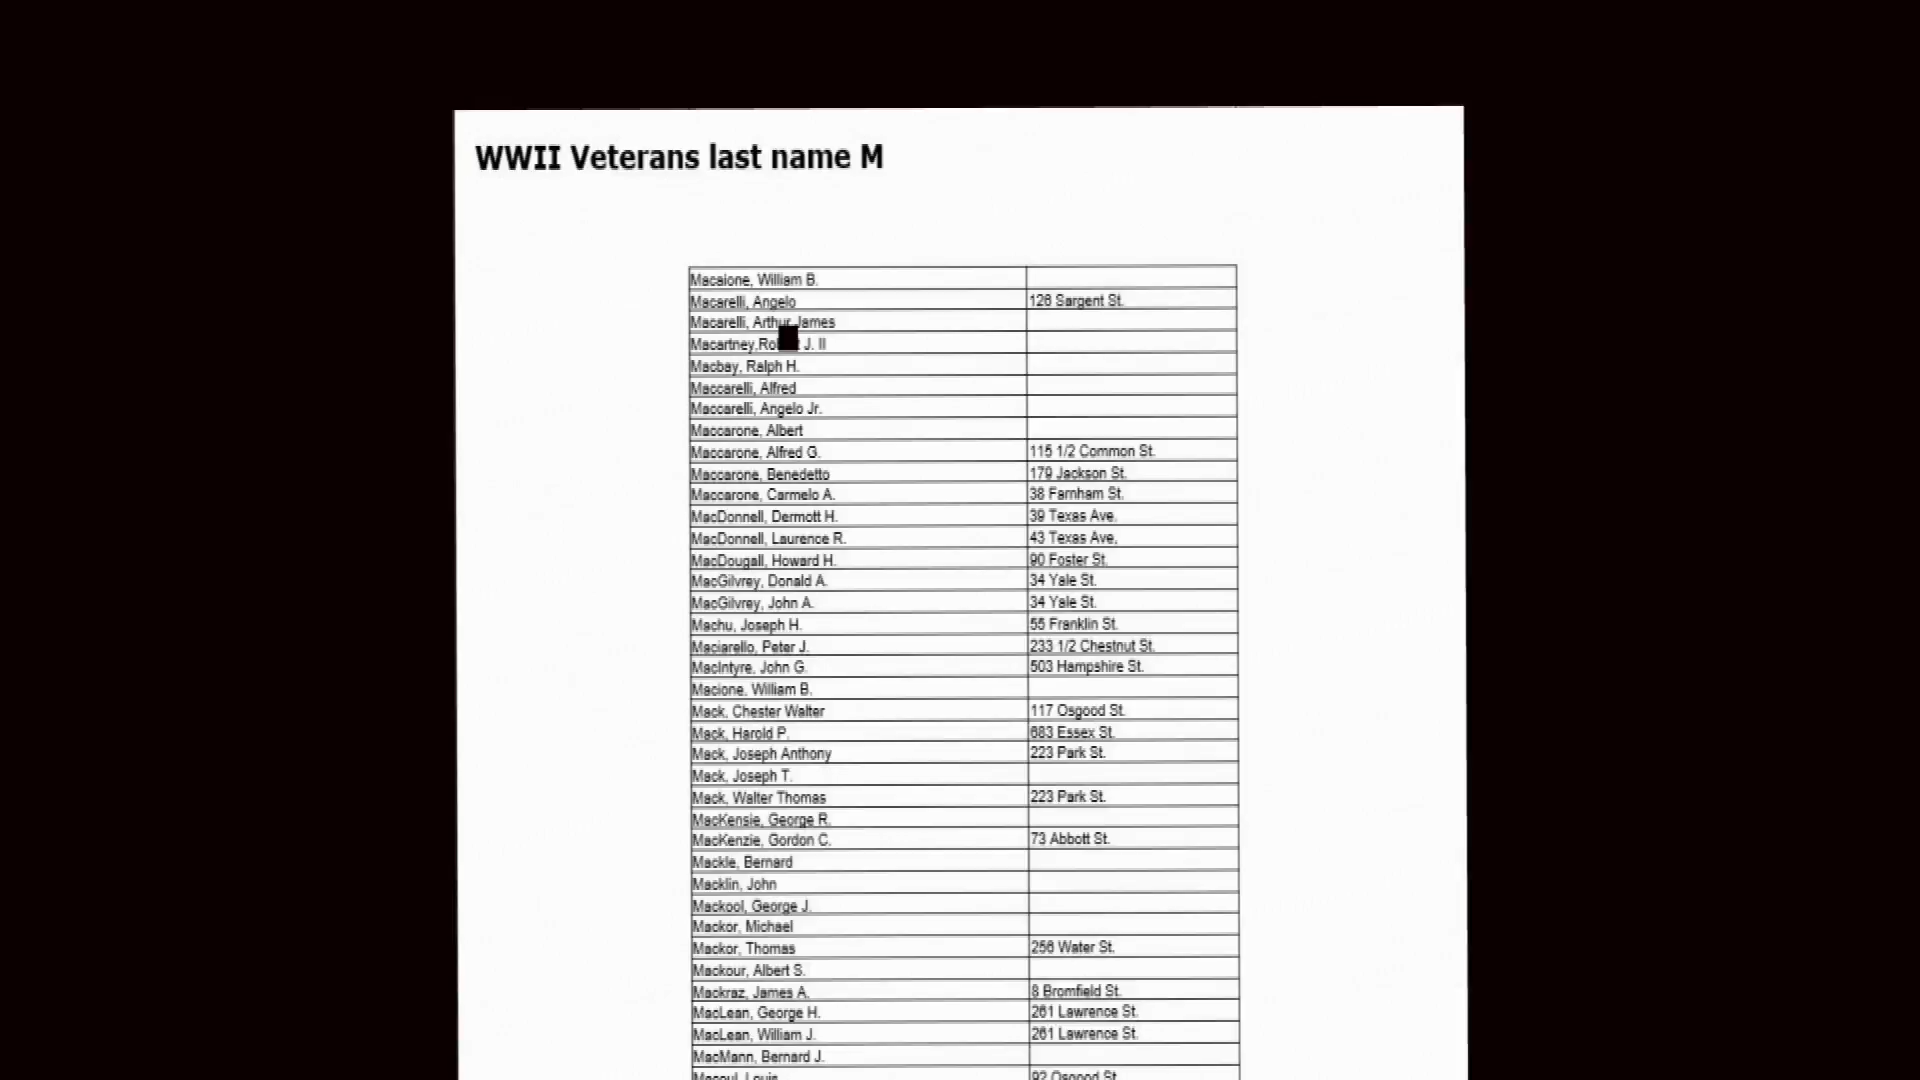 WWII Veterans last name M
Macaione, William B.
Macarelli, Angelo 126 Sargent St.
Macarelli, Arthur James
Macartney, J. II
Macbay, Ralph H.
Maccarelli, Alfred
Maccarelli, Angelo Jr.
Maccarone, Albert
Maccarone, Alfred G. 115 1/2 Common St.
Maccarone, Benedetto 179 Jackson St.
Maccarone, Carmelo A. 38 Farnham St.
MacDonnell, Dermott H. 39 Texas Ave.
MacDonnell, Laurence R. 43 Texas Ave.
MacDougall, Howard H. 90 Foster St.
MacGilvrey, Donald A. 34 Yale St.
MacGilvrey, John A. 34 Yale St.
Machu, Joseph H. 55 Franklin St.
Maciarello, Peter J. 233 1/2 Chestnut St.
MacIntyre, John G. 503 Hampshire St.
Macione, William B.
Mack, Chester Walter 117 Osgood St.
Mack, Harold P. 683 Essex St.
Mack, Joseph Anthony 223 Park St.
Mack, Joseph T.
Mack, Walter Thomas 223 Park St.
MacKensie, George R.
MacKenzie, Gordon C. 73 Abbott St.
Mackle, Bernard
Macklin, John
Mackool, George J.
Mackor, Michael
Mackor, Thomas 256 Water St.
Mackour, Albert S.
Mackraz, James A. 8 Bromfield St.
MacLean, George H. 261 Lawrence St.
MacLean, William J. 261 Lawrence St.
MacMann, Bernard J.
Macoul, Louis 92 Osgood St.